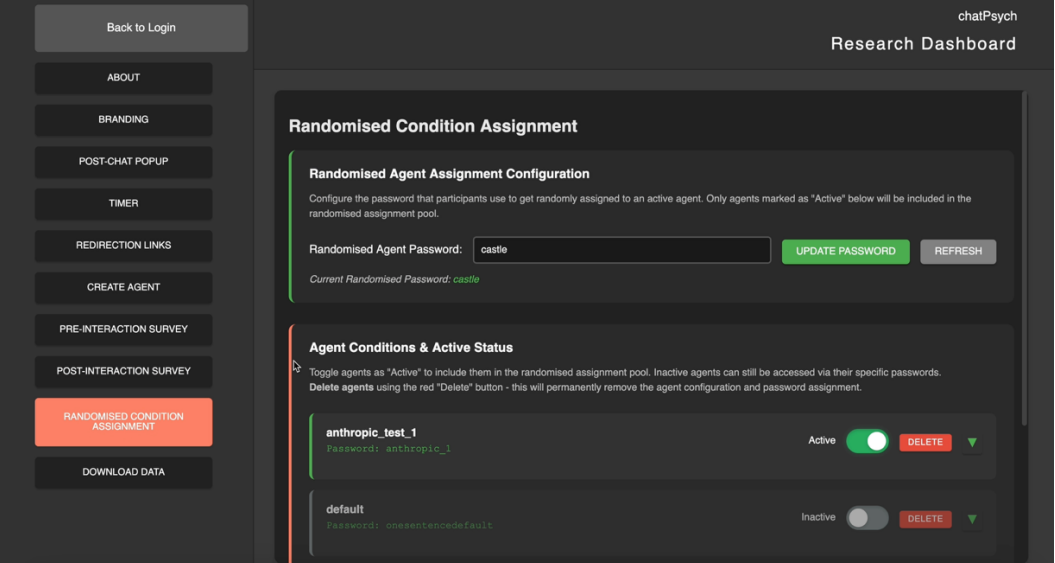 Back to Login
chatPsych
Research Dashboard
ABOUT
BRANDING
POST-CHAT POPUP
TIMER
REDIRECTION LINKS
CREATE AGENT
PRE-INTERACTION SURVEY
POST-INTERACTION SURVEY
RANDOMISED CONDITION
ASSIGNMENT
DOWNLOAD DATA
Randomised Condition Assignment
Randomised Agent Assignment Configuration
Configure the password that participants use to get randomly assigned to an active agent. Only agents marked as "Active" below will be included in the
randomised assignment pool.
Randomised Agent Password: castle UPDATE PASSWORD REFRESH
Current Randomised Password: castle
Agent Conditions & Active Status
Toggle agents as "Active" to include them in the randomised assignment pool. Inactive agents can still be accessed via their specific passwords.
Delete agents using the red "Delete" button - this will permanently remove the agent configuration and password assignment.
anthropic_test_1
Password: anthropic_1
Active DELETE ▼
default
Password: onesentencedefault
Inactive DELETE ▼